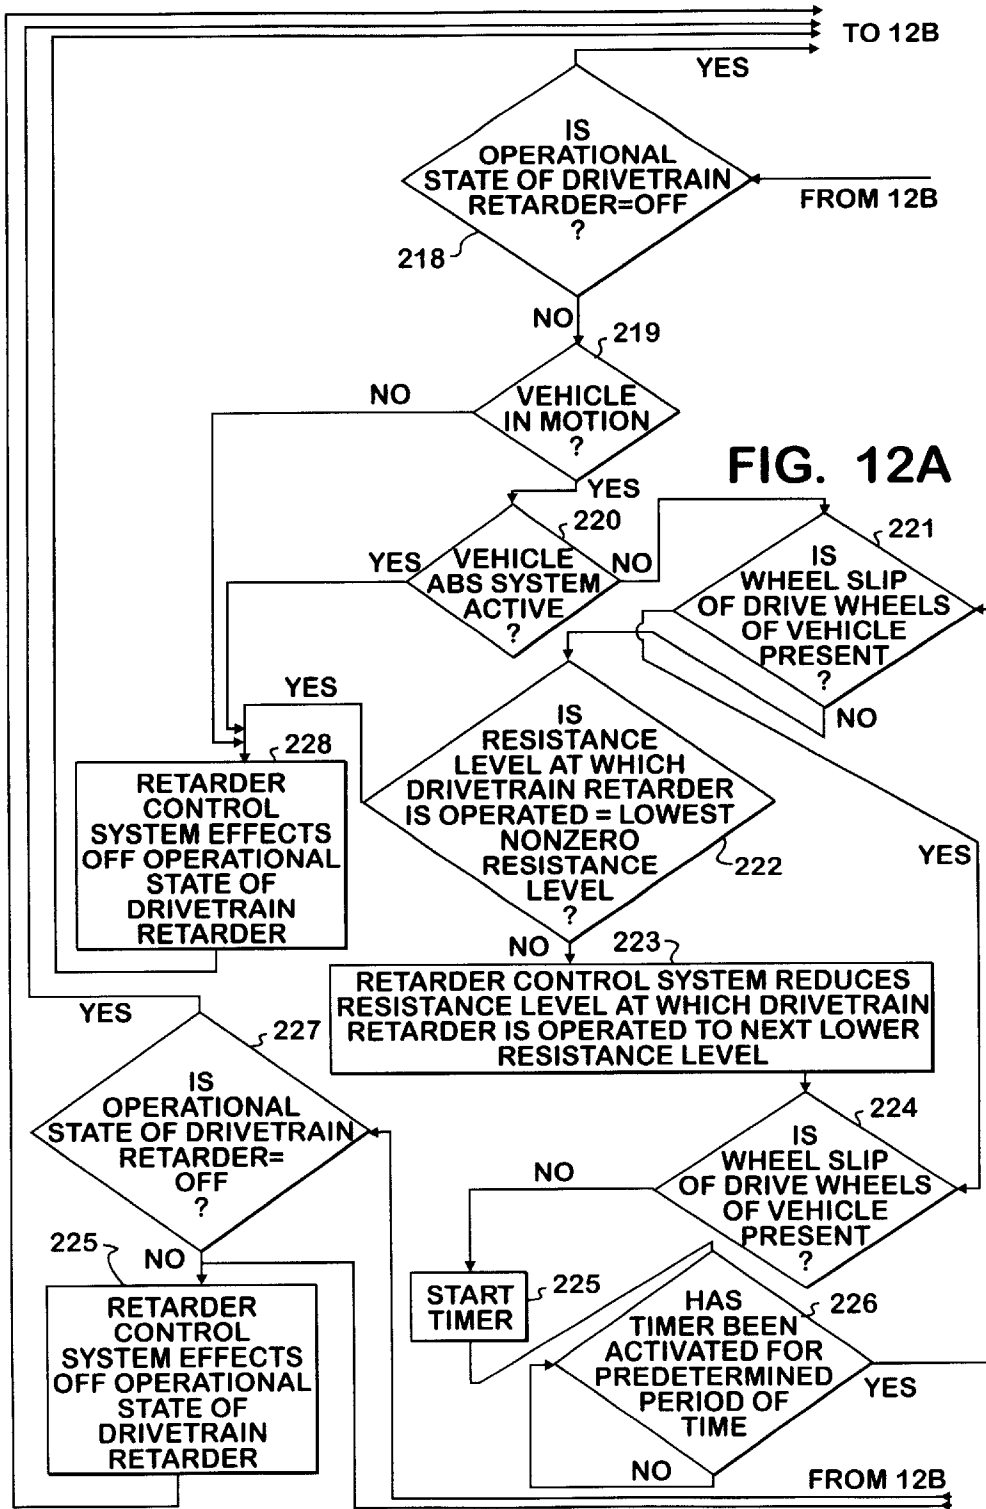 TO 12B
YES
IS
OPERATIONAL
STATE OF DRIVETRAIN
RETARDER=OFF
?
FROM 12B
218
NO
219
VEHICLE
IN MOTION
?
NO
YES
FIG. 12A
220
VEHICLE
ABS SYSTEM
ACTIVE
?
YES
NO
221
IS
WHEEL SLIP
OF DRIVE WHEELS
OF VEHICLE
PRESENT
?
NO
YES
YES
IS
RESISTANCE
LEVEL AT WHICH
DRIVETRAIN RETARDER
IS OPERATED = LOWEST
NONZERO
RESISTANCE
LEVEL
?
222
NO
228
RETARDER
CONTROL
SYSTEM EFFECTS
OFF OPERATIONAL
STATE OF
DRIVETRAIN
RETARDER
223
RETARDER CONTROL SYSTEM REDUCES
RESISTANCE LEVEL AT WHICH DRIVETRAIN
RETARDER IS OPERATED TO NEXT LOWER
RESISTANCE LEVEL
YES
227
IS
OPERATIONAL
STATE OF DRIVETRAIN
RETARDER=
OFF
?
NO
224
IS
WHEEL SLIP
OF DRIVE WHEELS
OF VEHICLE
PRESENT
?
NO
225
RETARDER
CONTROL
SYSTEM EFFECTS
OFF OPERATIONAL
STATE OF
DRIVETRAIN
RETARDER
START
TIMER
225
226
HAS
TIMER BEEN
ACTIVATED FOR
PREDETERMINED
PERIOD OF
TIME
YES
NO
FROM 12B